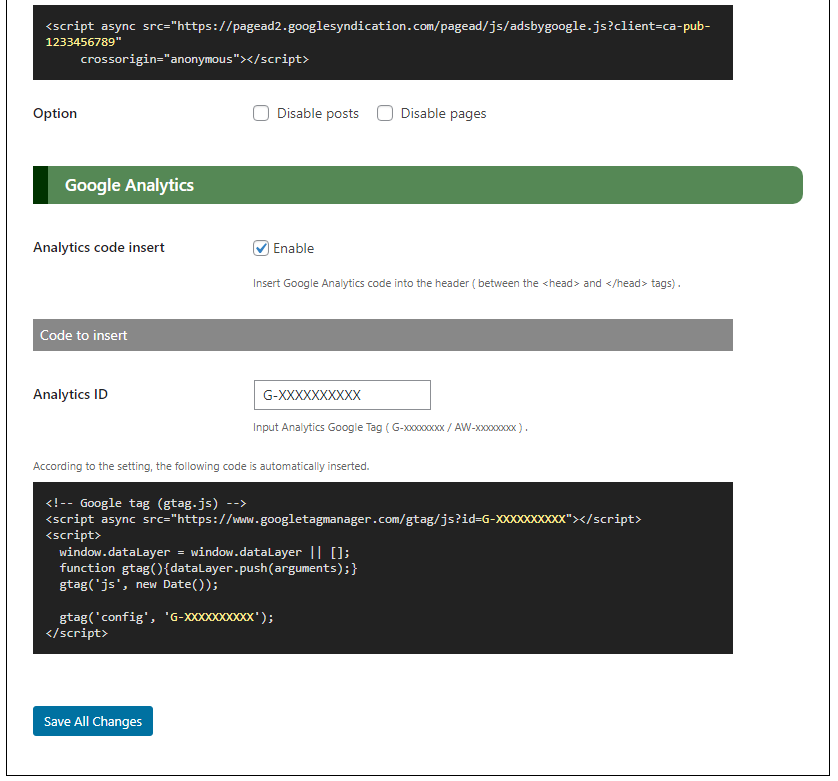 <script async src="https://pagead2.googlesyndication.com/pagead/js/adsbygoogle.js?client=ca-pub-
1233456789"
     crossorigin="anonymous"></script>
Option
Disable posts
Disable pages
Google Analytics
Analytics code insert
Enable
Insert Google Analytics code into the header ( between the <head> and </head> tags) .
Code to insert
Analytics ID
G-XXXXXXXXXX
Input Analytics Google Tag ( G-xxxxxxxx / AW-xxxxxxxx ) .
According to the setting, the following code is automatically inserted.
<!-- Google tag (gtag.js) -->
<script async src="https://www.googletagmanager.com/gtag/js?id=G-XXXXXXXXXX"></script>
<script>
  window.dataLayer = window.dataLayer || [];
  function gtag(){dataLayer.push(arguments);}
  gtag('js', new Date());
  gtag('config', 'G-XXXXXXXXXX');
</script>
Save All Changes